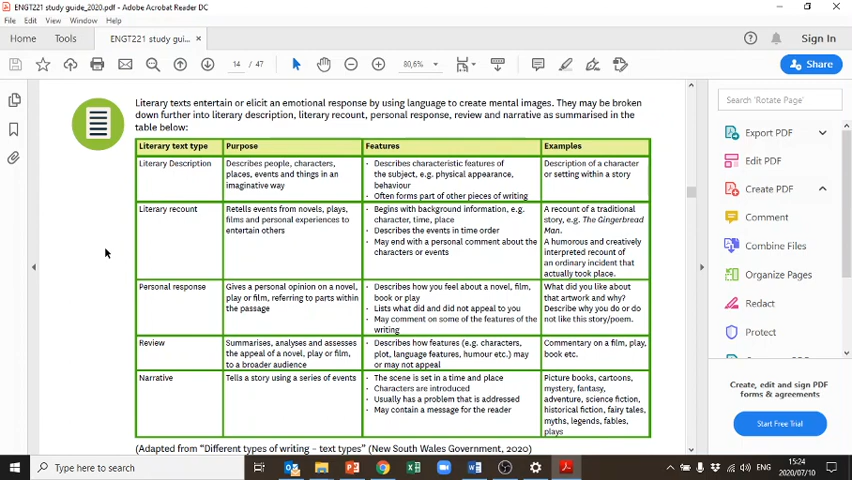 ENGT221 study guide_2020.pdf - Adobe Acrobat Reader DC
File Edit View Window Help
Home Tools ENGT221 study gui... × Sign In
14 / 47 80,6% Share
Literary texts entertain or elicit an emotional response by using language to create mental images. They may be broken
down further into literary description, literary recount, personal response, review and narrative as summarised in the
table below:
Literary text type Purpose Features Examples
Literary Description
Describes people, characters,
places, events and things in an
imaginative way
· Describes characteristic features of
the subject, e.g. physical appearance,
behaviour
· Often forms part of other pieces of writing
Description of a character
or setting within a story
Literary recount
Retells events from novels, plays,
films and personal experiences to
entertain others
· Begins with background information, e.g.
character, time, place
· Describes the events in time order
· May end with a personal comment about the
characters or events
A recount of a traditional
story, e.g. The Gingerbread
Man.
A humorous and creatively
interpreted recount of
an ordinary incident that
actually took place.
Personal response
Gives a personal opinion on a novel,
play or film, referring to parts within
the passage
· Describes how you feel about a novel, film,
book or play
· Lists what did and did not appeal to you
· May comment on some of the features of the
writing
What did you like about
that artwork and why?
Describe why you do or do
not like this story/poem.
Review
Summarises, analyses and assesses
the appeal of a novel, play or film,
to a broader audience
· Describes how features (e.g. characters,
plot, language features, humour etc.) may
or may not appeal
Commentary on a film, play,
book etc.
Narrative
Tells a story using a series of events
· The scene is set in a time and place
· Characters are introduced
· Usually has a problem that is addressed
· May contain a message for the reader
Picture books, cartoons,
mystery, fantasy,
adventure, science fiction,
historical fiction, fairy tales,
myths, legends, fables,
plays
(Adapted from "Different types of writing – text types" (New South Wales Government, 2020)
Search 'Rotate Page'
Export PDF
Edit PDF
Create PDF
Comment
Combine Files
Organize Pages
Redact
Protect
Create, edit and sign PDF
forms & agreements
Start Free Trial
Type here to search
ENG
15:24
2020/07/10